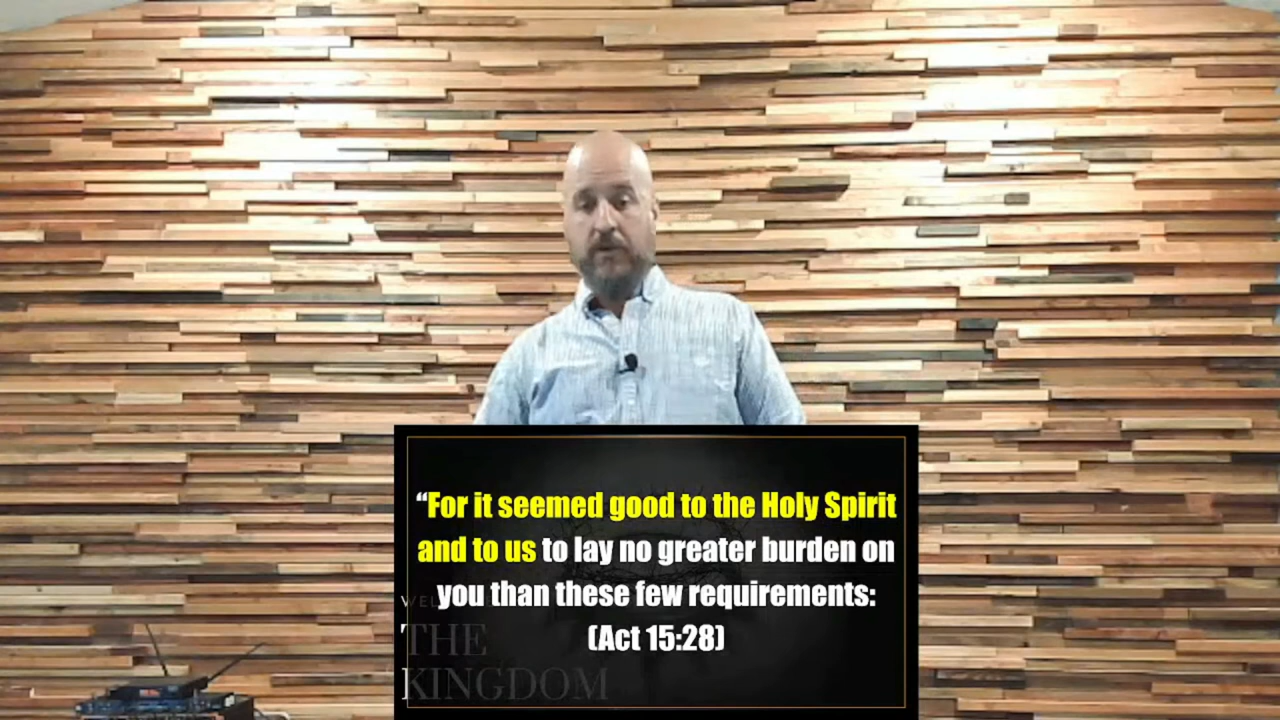 “For it seemed good to the Holy Spirit
and to us to lay no greater burden on
you than these few requirements:
(Act 15:28)
THE
KINGDOM